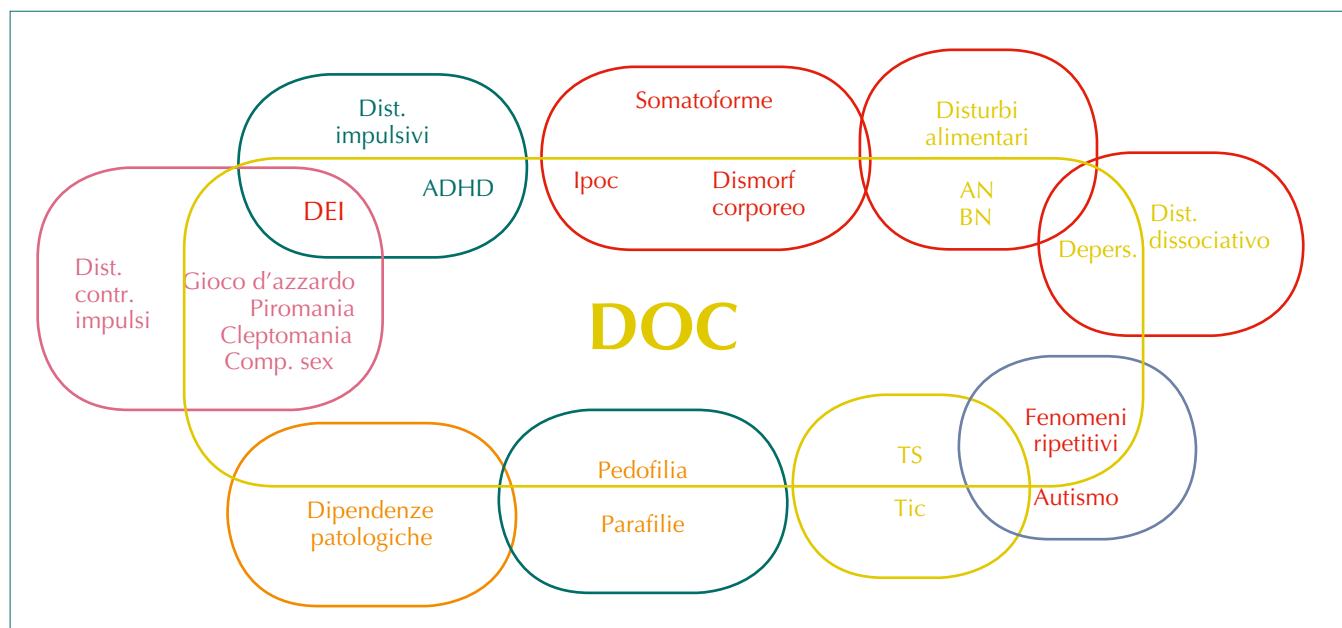 Dist.
impulsivi
ADHD
DEI
Somatoforme
Ipoc
Dismorf
corporeo
Disturbi
alimentari
AN
BN
Dist.
dissociativo
Depers.
Dist.
contr.
impulsi
Gioco d'azzardo
Piromania
Cleptomania
Comp. sex
DOC
Fenomeni
ripetitivi
Autismo
TS
Tic
Pedofilia
Parafilie
Dipendenze
patologiche